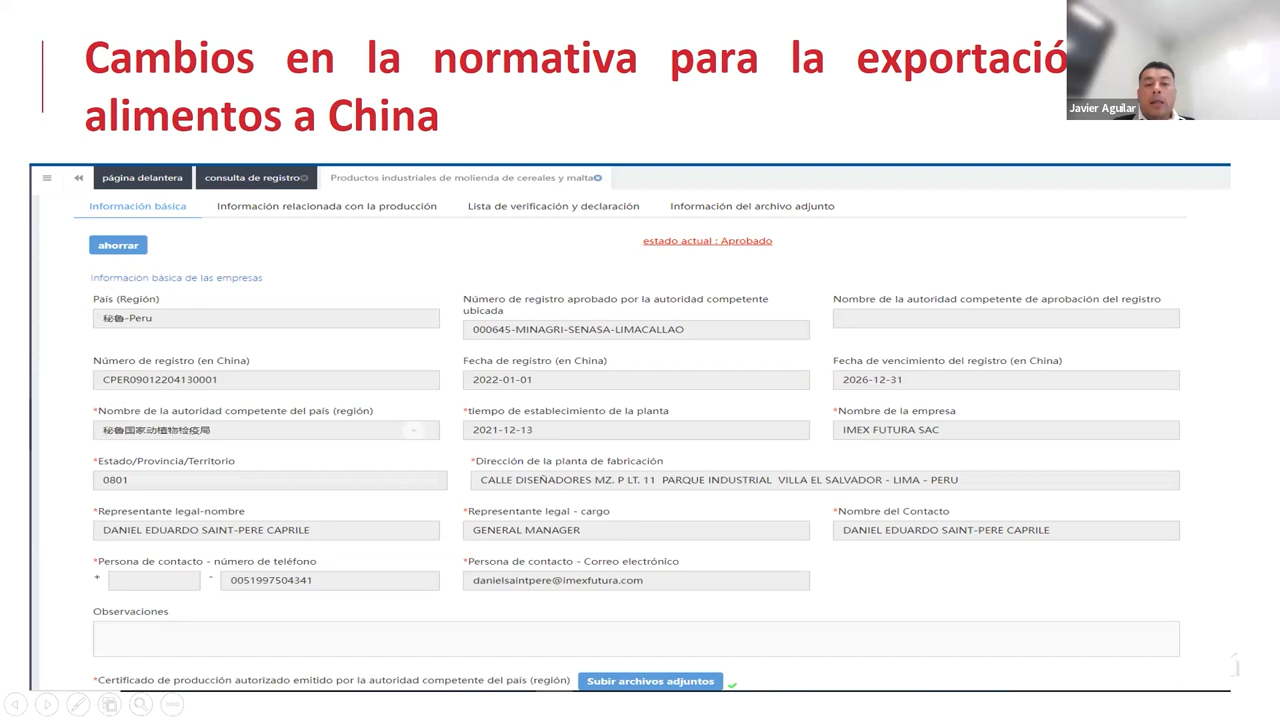 Cambios en la normativa para la exportació
alimentos a China
Javier Aguilar
página delantera
consulta de registro
Productos industriales de molienda de cereales y malta
Información básica
Información relacionada con la producción
Lista de verificación y declaración
Información del archivo adjunto
ahorrar
estado actual : Aprobado
Información básica de las empresas
País (Región)
秘鲁-Peru
Número de registro aprobado por la autoridad competente
ubicada
000645-MINAGRI-SENASA-LIMACALLAO
Nombre de la autoridad competente de aprobación del registro
Número de registro (en China)
CPER09012204130001
Fecha de registro (en China)
2022-01-01
Fecha de vencimiento del registro (en China)
2026-12-31
*Nombre de la autoridad competente del país (región)
秘鲁国家动植物检疫局
*tiempo de establecimiento de la planta
2021-12-13
*Nombre de la empresa
IMEX FUTURA SAC
*Estado/Provincia/Territorio
0801
*Dirección de la planta de fabricación
CALLE DISEÑADORES MZ. P LT. 11 PARQUE INDUSTRIAL VILLA EL SALVADOR - LIMA - PERU
*Representante legal-nombre
DANIEL EDUARDO SAINT-PERE CAPRILE
*Representante legal - cargo
GENERAL MANAGER
*Nombre del Contacto
DANIEL EDUARDO SAINT-PERE CAPRILE
*Persona de contacto - número de teléfono
+ - 0051997504341
*Persona de contacto - Correo electrónico
danielsaintpere@imexfutura.com
Observaciones
*Certificado de producción autorizado emitido por la autoridad competente del país (región)
Subir archivos adjuntos
ú